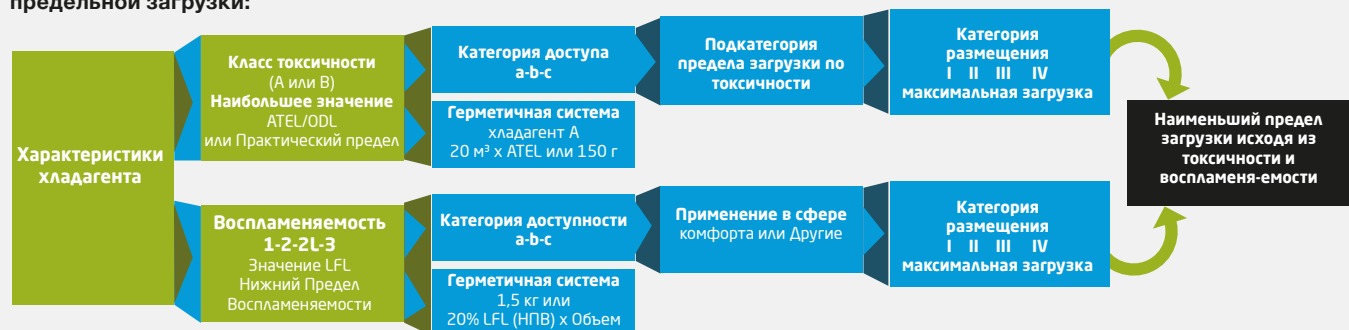 предельной загрузки:
Характеристики
хладагента
Класс токсичности
(А или В)
Наибольшее значение
ATEL/ODL
или Практический предел
Категория доступа
a-b-c
Герметичная система
хладагент А
20 м³ x ATEL или 150 г
Подкатегория
предела загрузки по
токсичности
Категория
размещения
I II III IV
максимальная загрузка
Воспламеняемость
1-2-2L-3
Значение LFL
Нижний Предел
Воспламеняемости
Категория доступности
a-b-c
Герметичная система
1,5 кг или
20% LFL (НПВ) x Объем
Применение в сфере
комфорта или Другие
Категория
размещения
I II III IV
максимальная загрузка
Наименьший предел
загрузки исходя из
токсичности и
воспламеня-емости